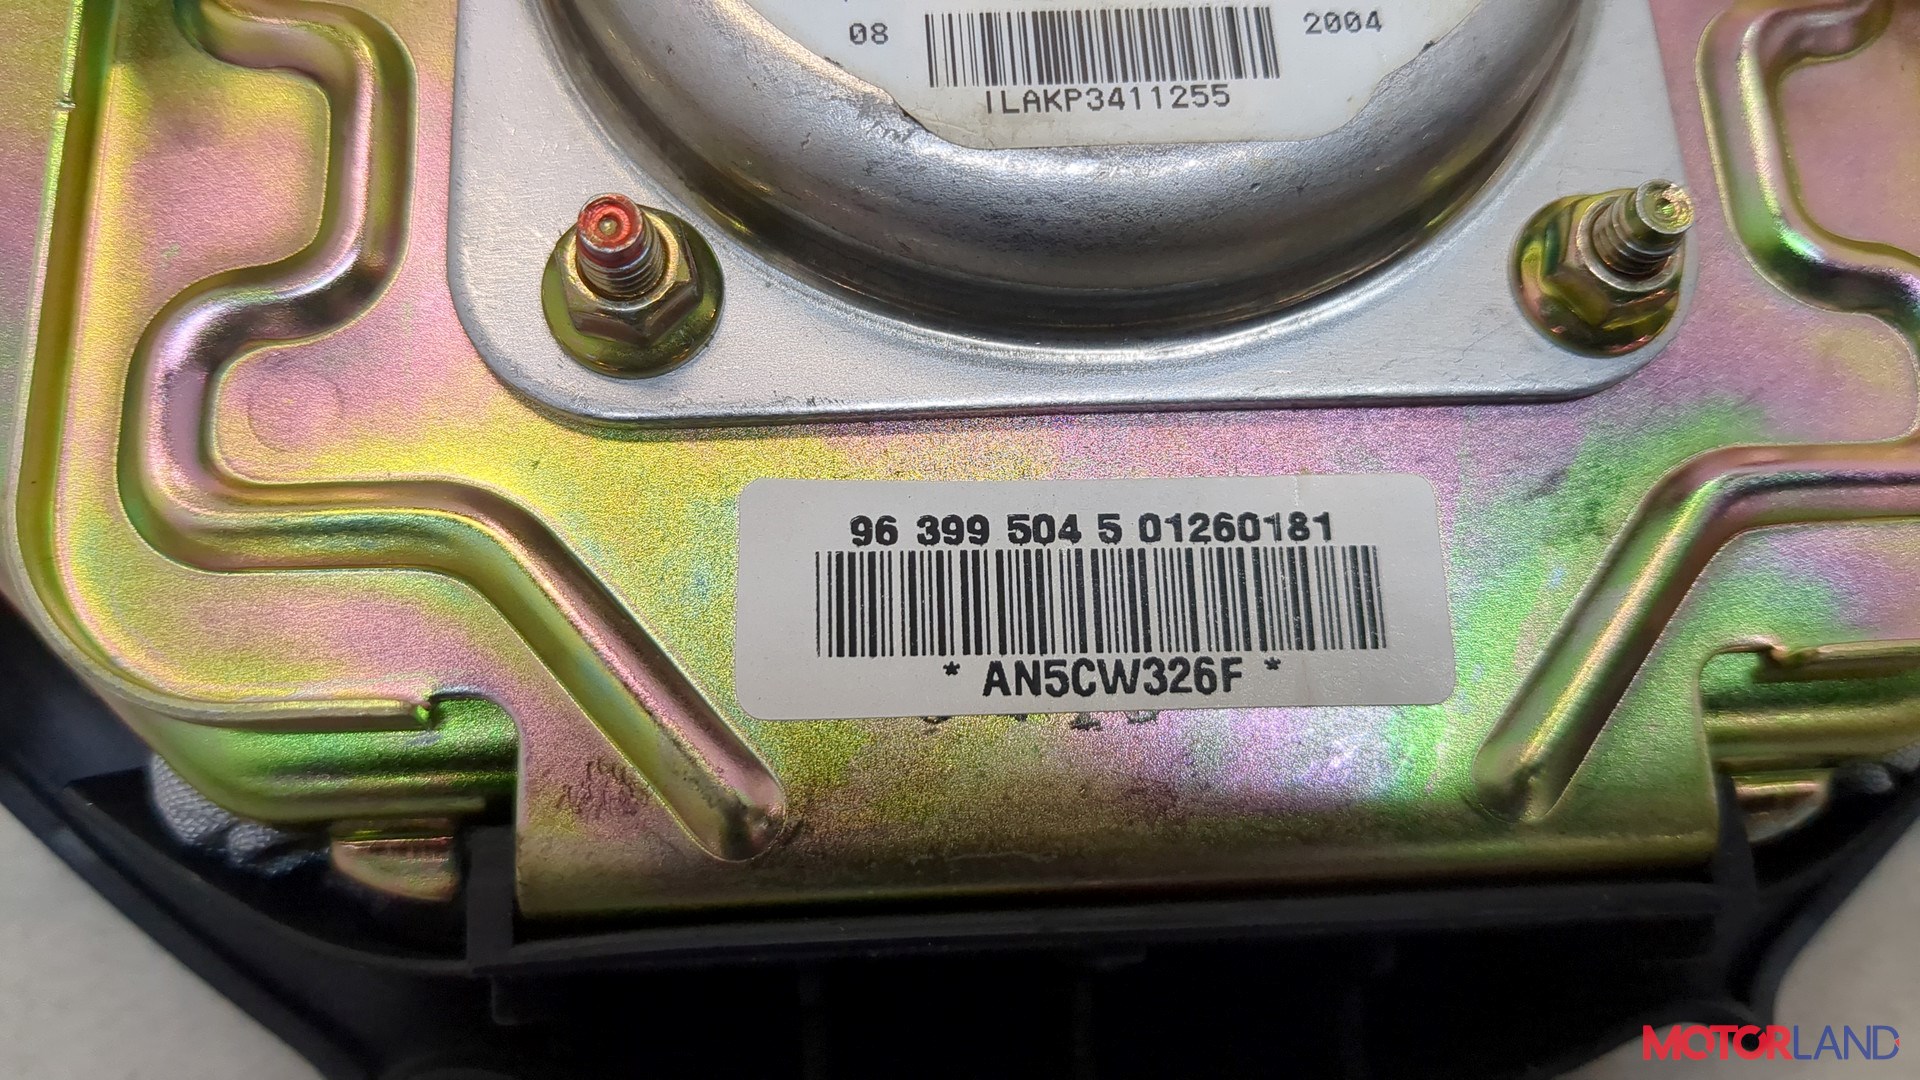 08 2004
ILAKP3411255
96 399 504 5 01260181
* AN5CW326F *
MOTORLAND